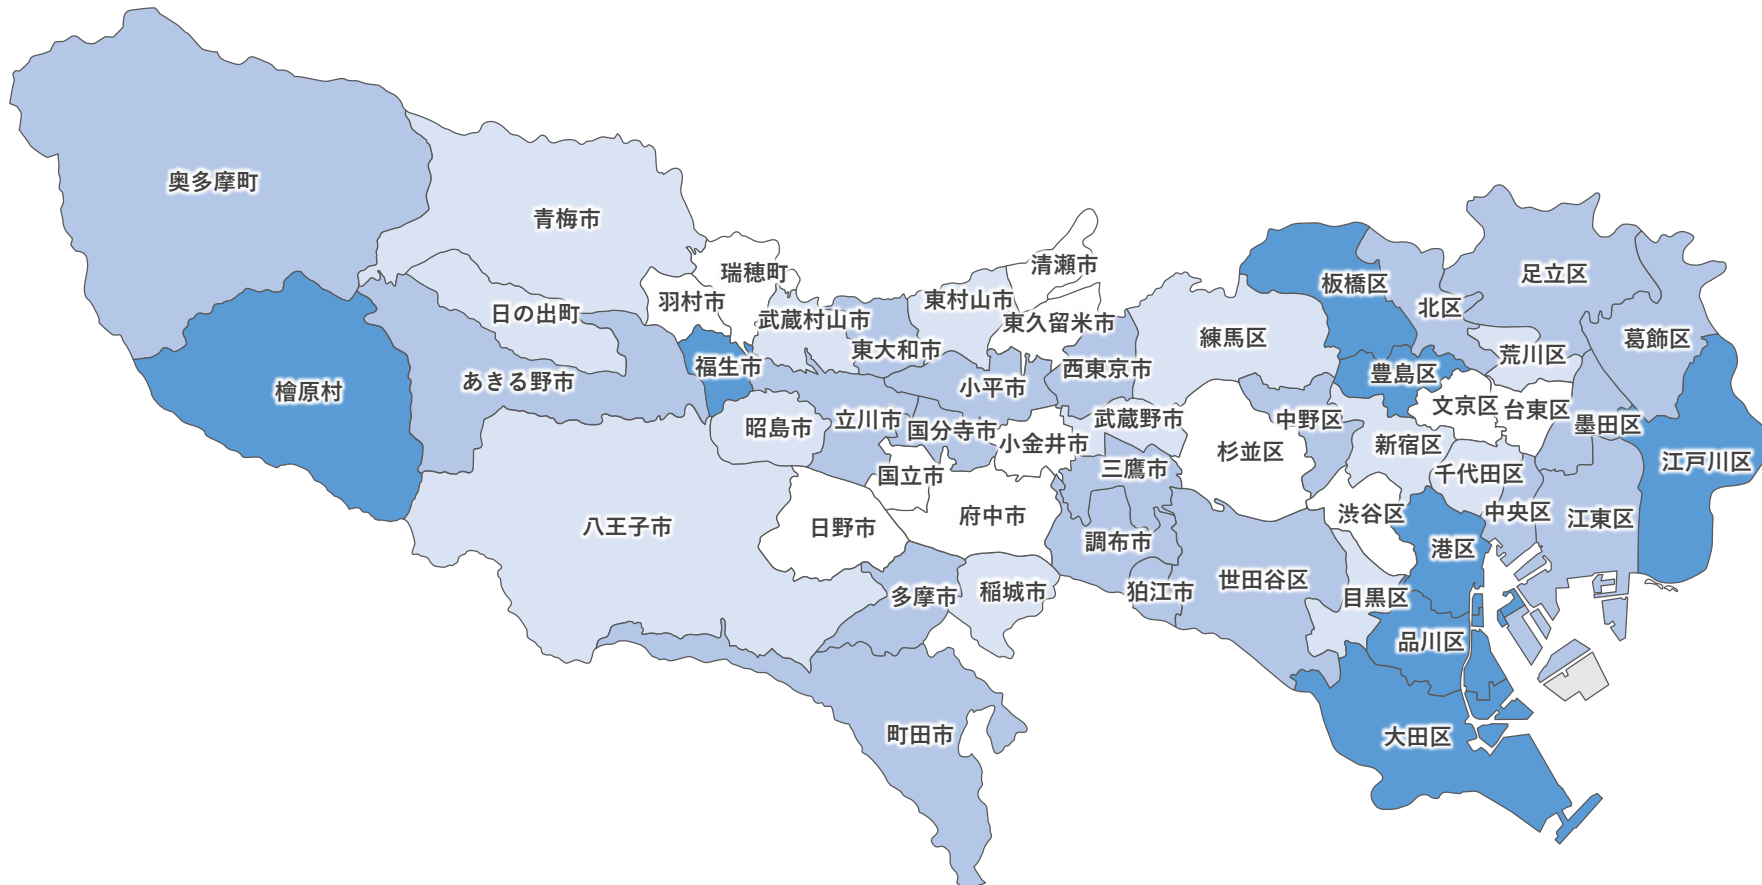 奥多摩町
青梅市
瑞穂町
清瀬市
羽村市
日の出町
東村山市
武蔵村山市
東久留米市
東大和市
福生市
西東京市
練馬区
板橋区
北区
足立区
葛飾区
荒川区
檜原村
あきる野市
小平市
豊島区
文京区
台東区
墨田区
昭島市
立川市
国分寺市
小金井市
武蔵野市
中野区
杉並区
新宿区
千代田区
江戸川区
国立市
三鷹市
八王子市
日野市
府中市
調布市
渋谷区
中央区
江東区
港区
多摩市
稲城市
狛江市
世田谷区
目黒区
品川区
町田市
大田区